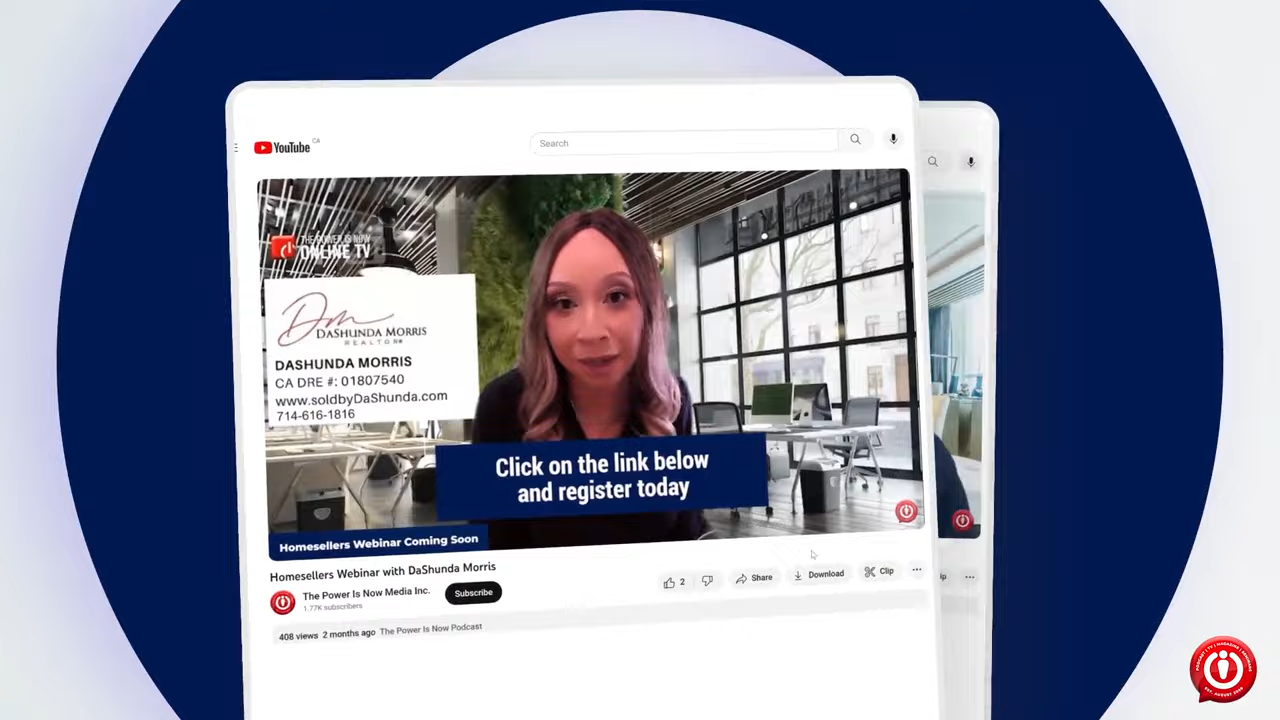 YouTube CA
Search
THE POWER IS NOW
ONLINE TV
Dm
DASHUNDA MORRIS
REALTOR®
DASHUNDA MORRIS
CA DRE #: 01807540
www.soldbyDaShunda.com
714-616-1816
Click on the link below
and register today
Homesellers Webinar Coming Soon
Homesellers Webinar with DaShunda Morris
The Power Is Now Media Inc.
1.77K subscribers
Subscribe
2
Share
Download
Clip
ip
408 views 2 months ago The Power Is Now Podcast